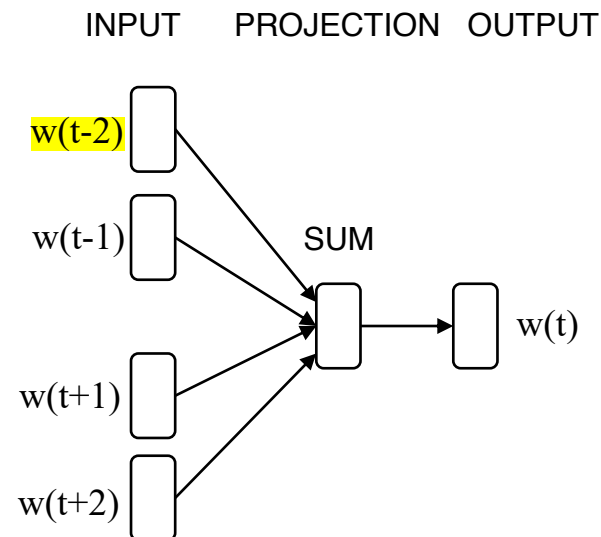 INPUT PROJECTION OUTPUT
w(t-2)
w(t-1)
SUM
w(t)
w(t+1)
w(t+2)